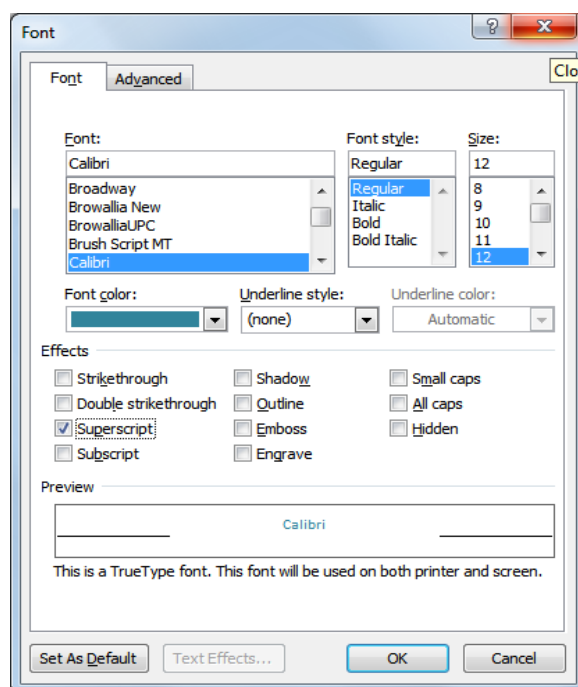 Font
?
X
Clo
Font Advanced
Font: Font style: Size:
Calibri Regular 12
Broadway Regular 8
Browallia New Italic 9
BrowalliaUPC Bold 10
Brush Script MT Bold Italic 11
Calibri 12
Font color: Underline style: Underline color:
(none) Automatic
Effects
Strikethrough Shadow Small caps
Double strikethrough Outline All caps
Superscript Emboss Hidden
Subscript Engrave
Preview
Calibri
This is a TrueType font. This font will be used on both printer and screen.
Set As Default Text Effects... OK Cancel